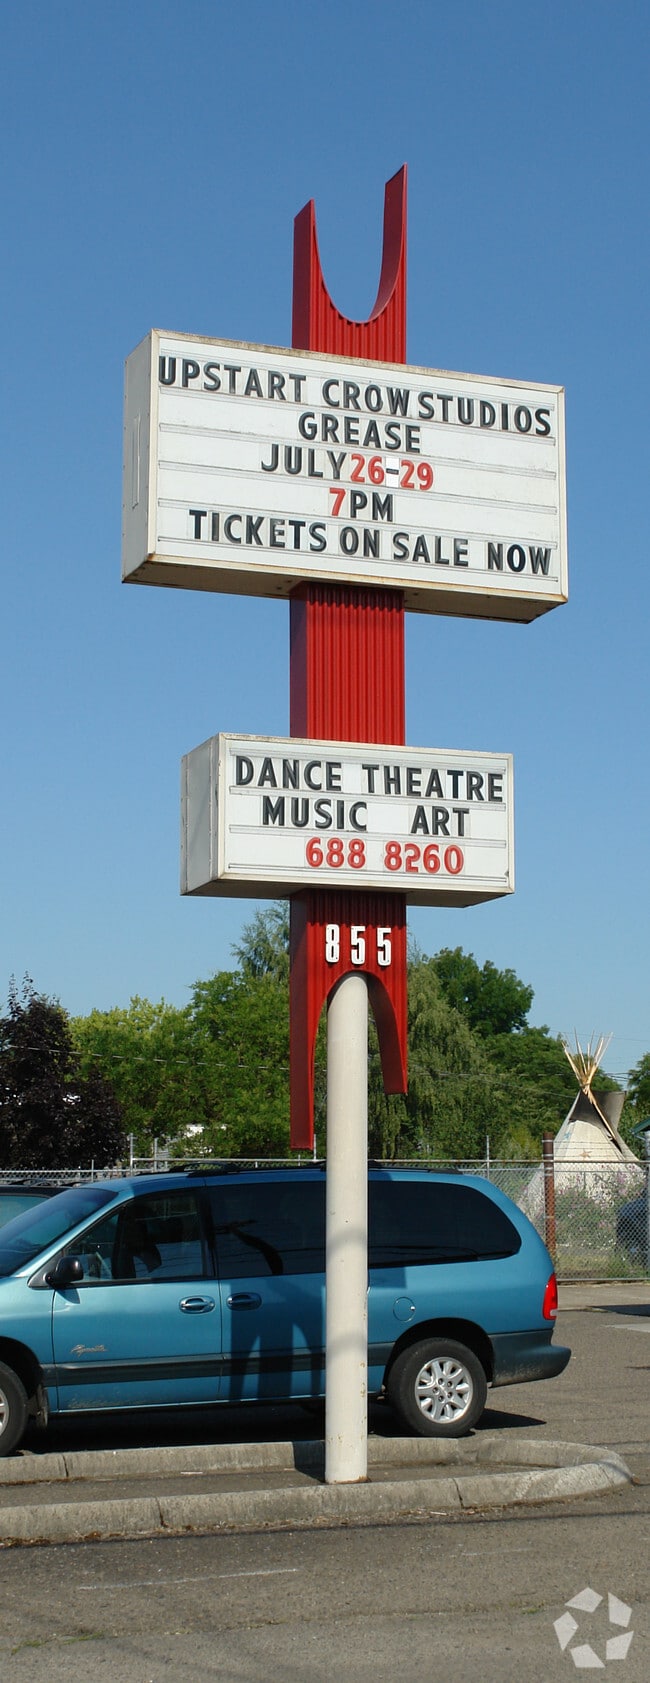 UPSTART CROW STUDIOS
GREASE
JULY 26-29
7PM
TICKETS ON SALE NOW
DANCE THEATRE
MUSIC ART
688 8260
855
Plymouth